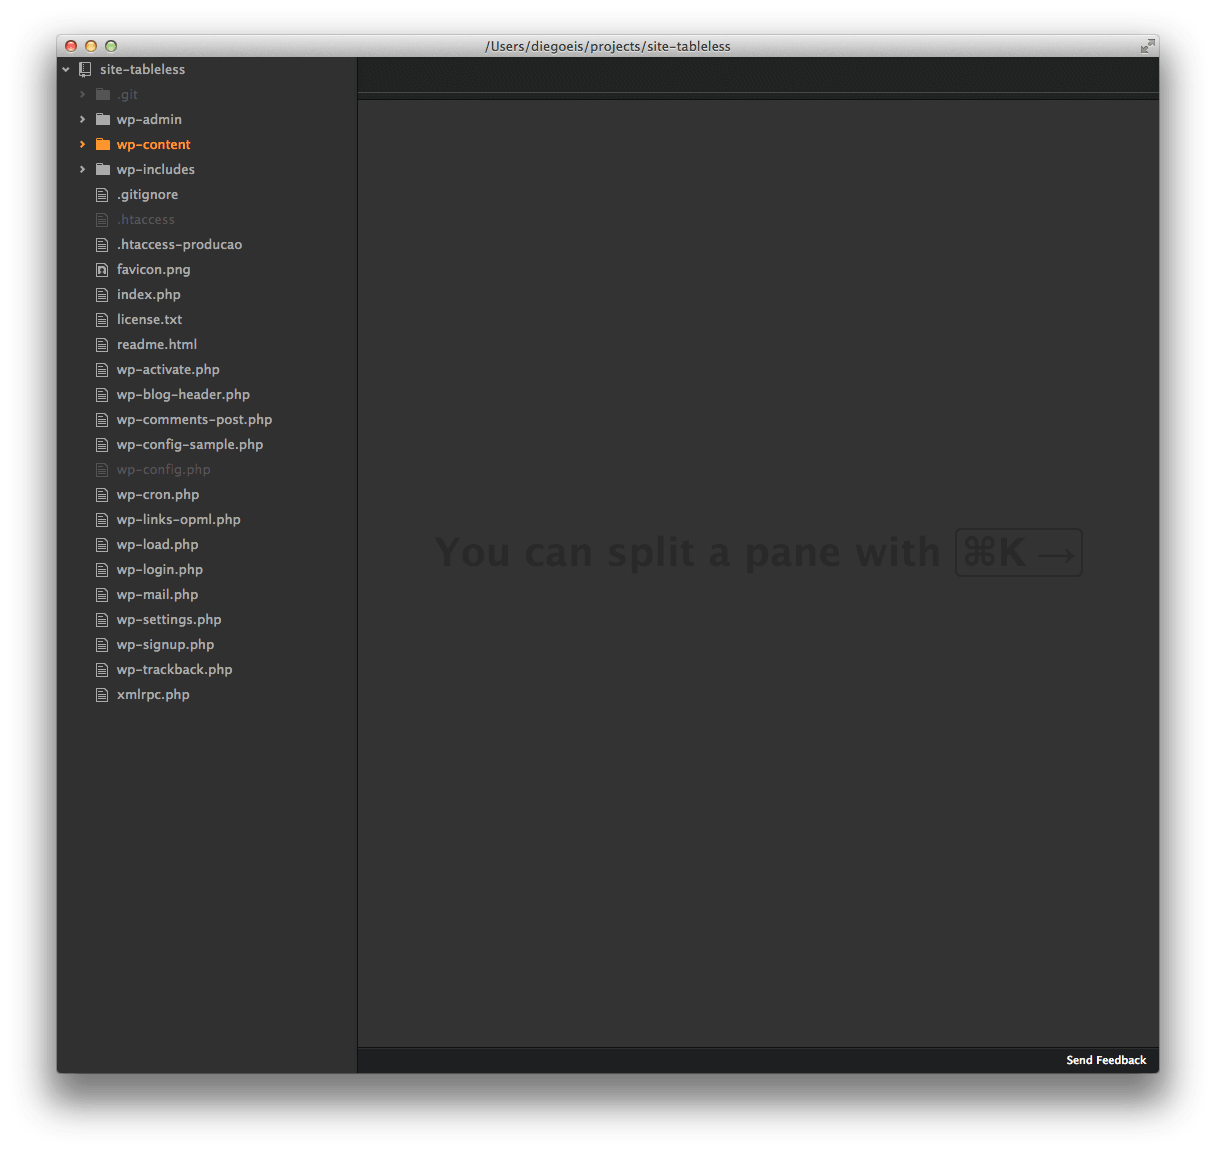 /Users/diegoeis/projects/site-tableless
site-tableless
.git
wp-admin
wp-content
wp-includes
.gitignore
.htaccess
.htaccess-producao
favicon.png
index.php
license.txt
readme.html
wp-activate.php
wp-blog-header.php
wp-comments-post.php
wp-config-sample.php
wp-config.php
wp-cron.php
wp-links-opml.php
wp-load.php
wp-login.php
wp-mail.php
wp-settings.php
wp-signup.php
wp-trackback.php
xmlrpc.php
You can split a pane with ⌘K →
Send Feedback